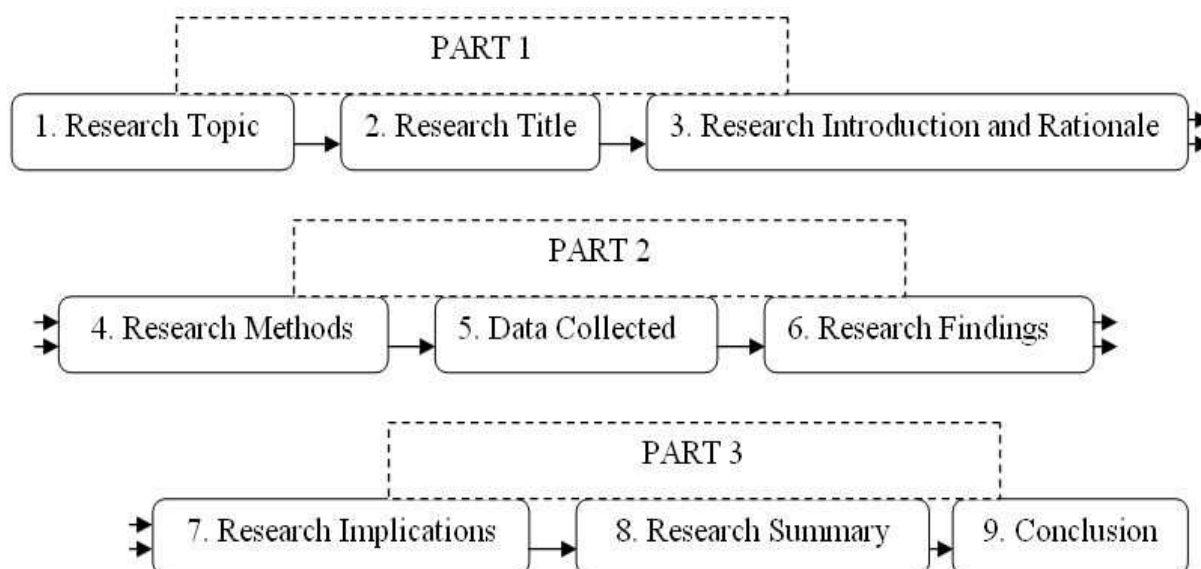 PART 1
1. Research Topic
2. Research Title
3. Research Introduction and Rationale
PART 2
4. Research Methods
5. Data Collected
6. Research Findings
PART 3
7. Research Implications
8. Research Summary
9. Conclusion